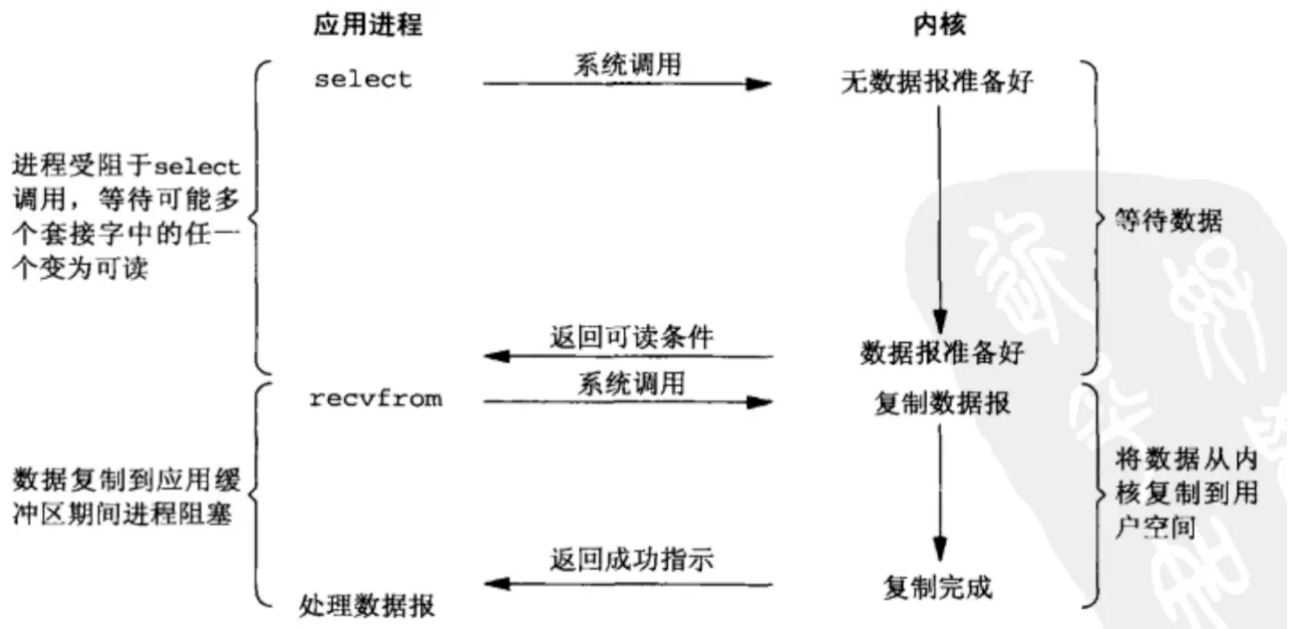 应用进程
内核
select
系统调用
无数据报准备好
进程受阻于select
调用，等待可能多
个套接字中的任一
个变为可读
等待数据
返回可读条件
数据报准备好
recvfrom
系统调用
复制数据报
数据复制到应用缓
冲区期间进程阻塞
将数据从内
核复制到用
户空间
返回成功指示
复制完成
处理数据报